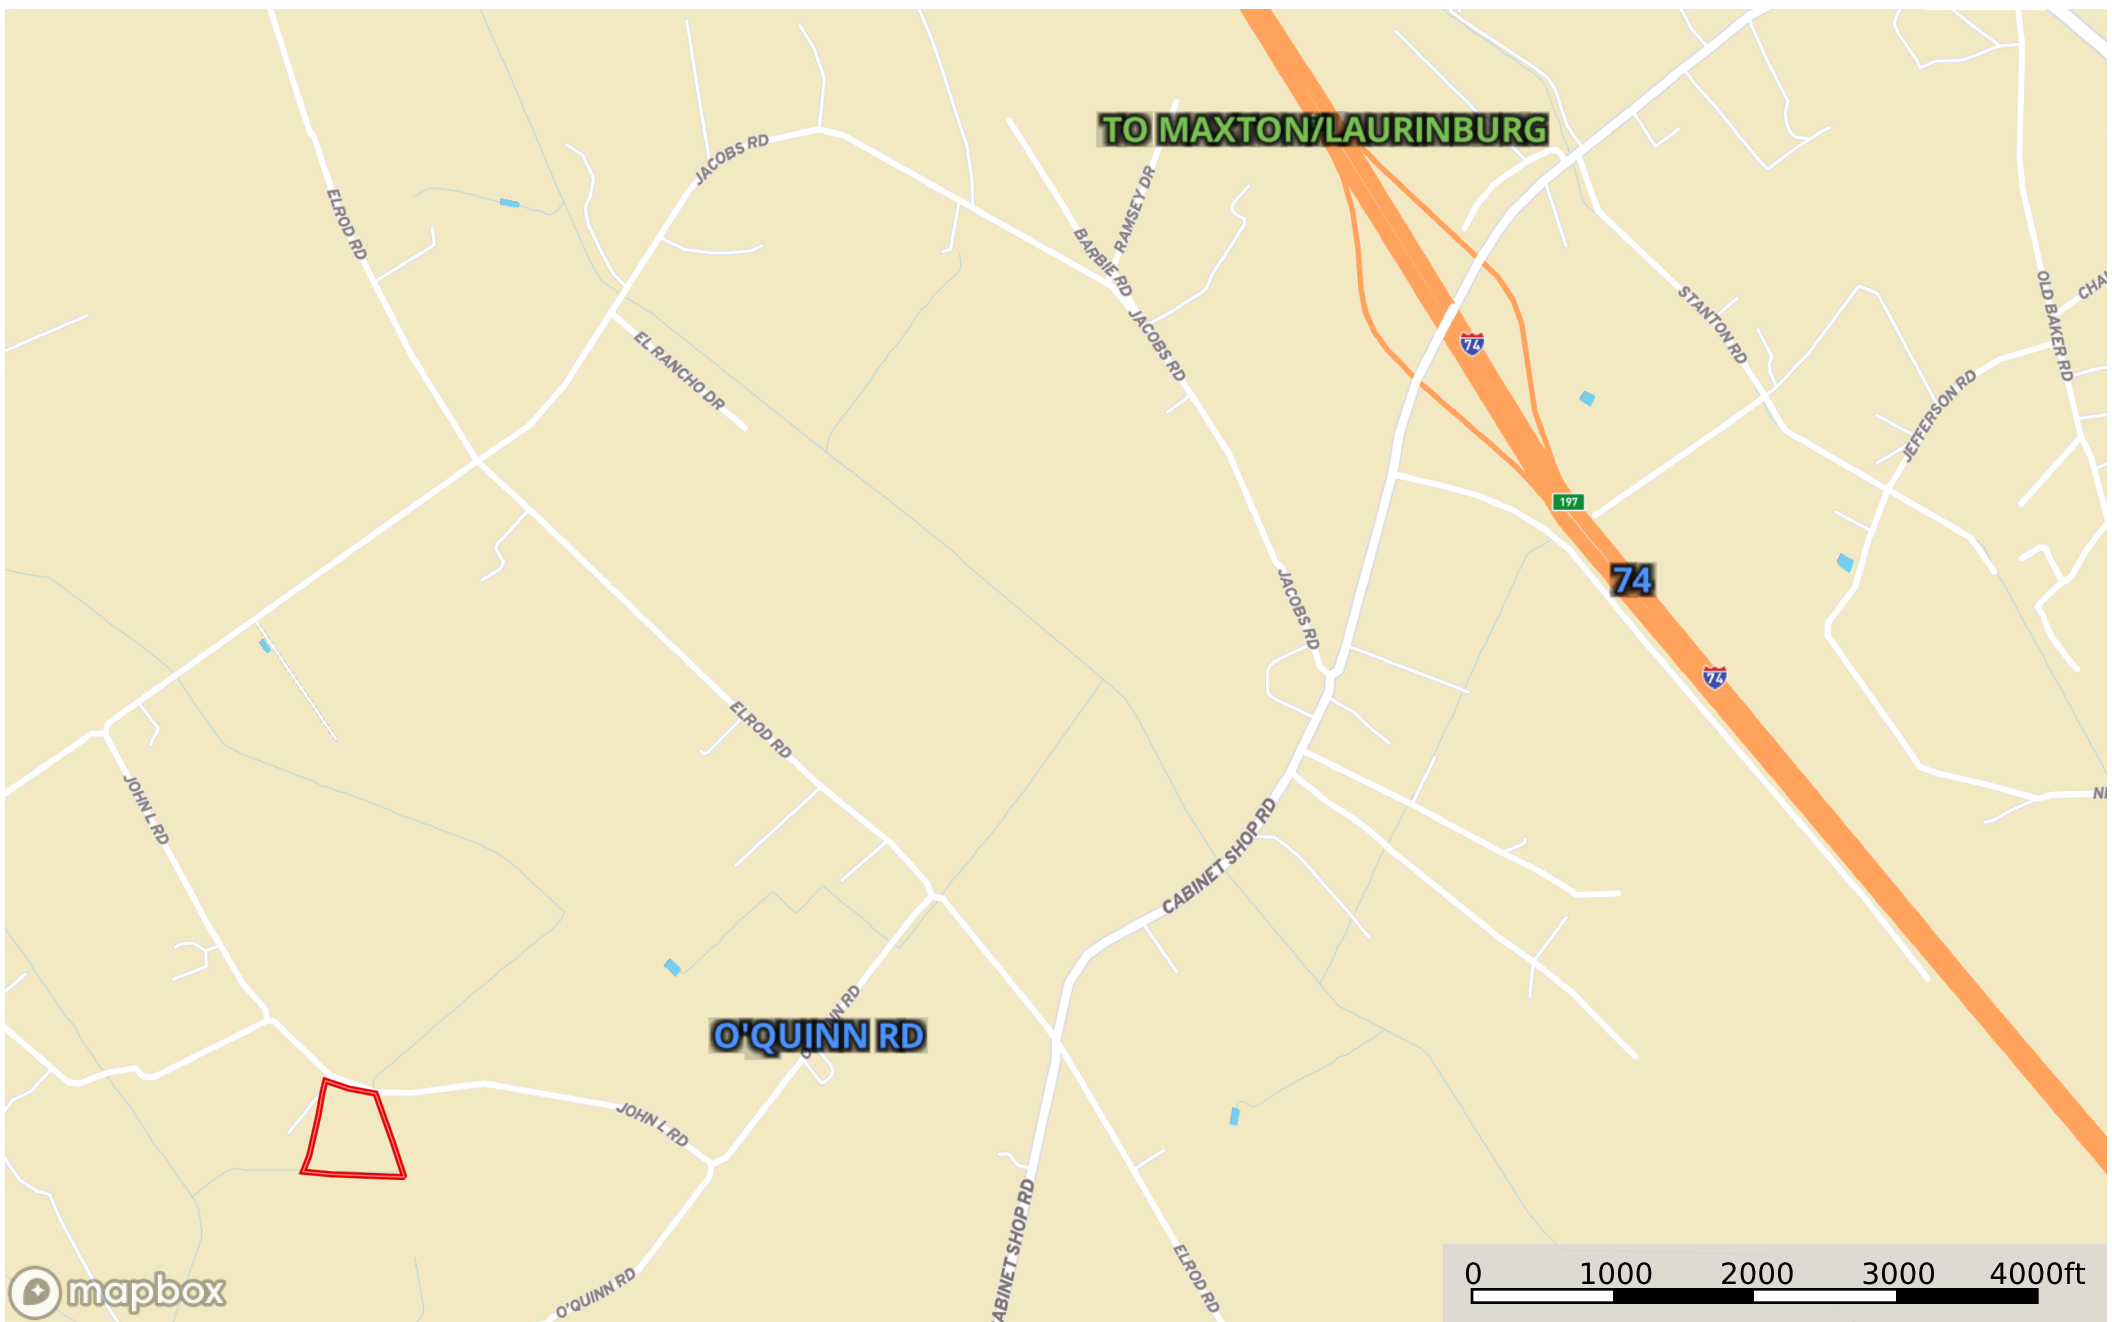 TO MAXTON/LAURINBURG
JACOBS RD
ELROD RD
RAMSEY DR
BARBIE RD
STANTON RD
OLD BAKER RD
JACOBS RD
EL RANCHO DR
74
JEFFERSON RD
197
74
JACOBS RD
74
ELROD RD
JOHN L RD
CABINET SHOP RD
O'QUINN RD
JOHN L RD
CABINET SHOP RD
ELROD RD
O'QUINN RD
mapbox
0 1000 2000 3000 4000ft